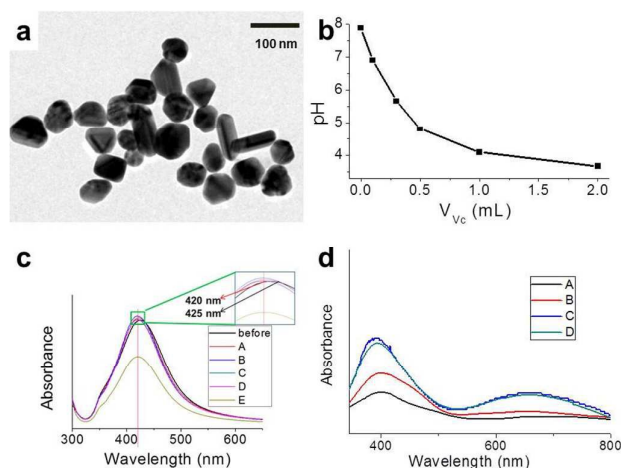 a
100 nm
b
8
7
6
5
4
pH
0.0 0.5 1.0 1.5 2.0
V_Vc (mL)
c
420 nm
425 nm
before
A
B
C
D
E
Absorbance
300 400 500 600
Wavelength (nm)
d
A
B
C
D
Absorbance
400 600 800
Wavelength (nm)